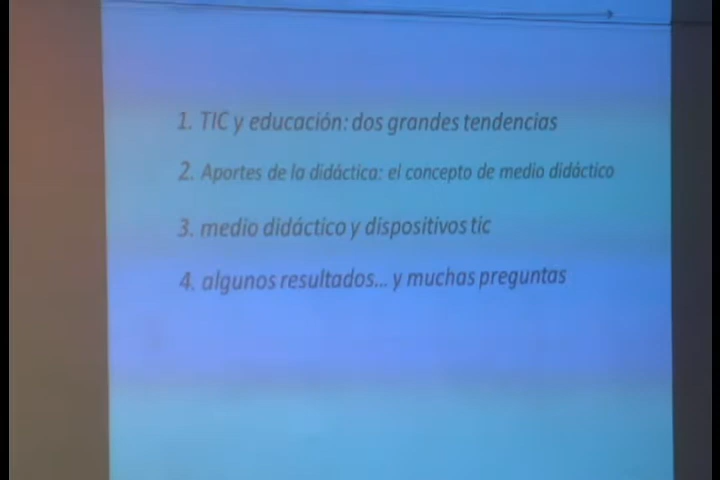 1. TIC y educación: dos grandes tendencias
2. Aportes de la didáctica: el concepto de medio didáctico
3. medio didáctico y dispositivos tic
4. algunos resultados... y muchas preguntas